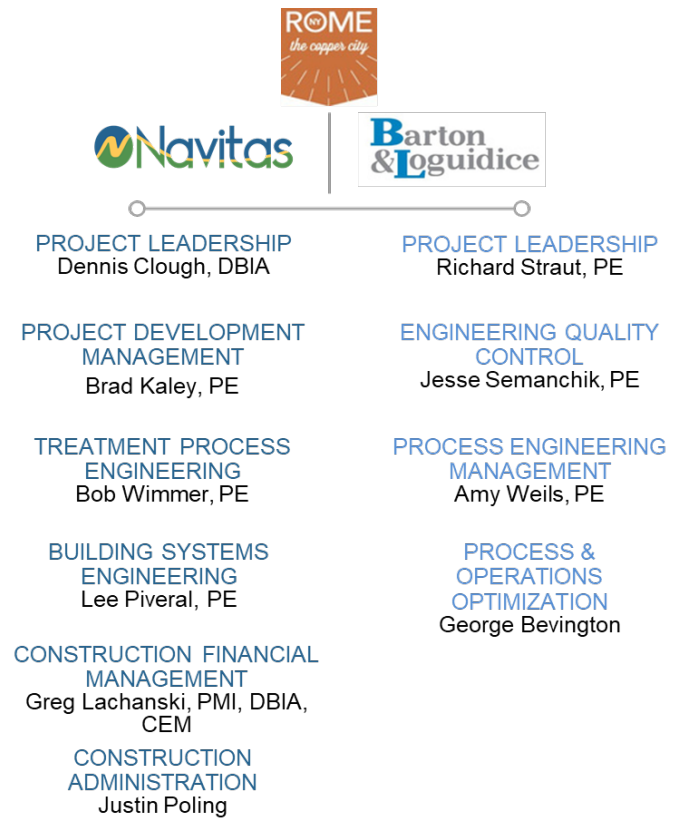 ROME
NY
the copper city
Navitas
Barton
&Loguidice
PROJECT LEADERSHIP
Dennis Clough, DBIA
PROJECT DEVELOPMENT
MANAGEMENT
Brad Kaley, PE
TREATMENT PROCESS
ENGINEERING
Bob Wimmer, PE
BUILDING SYSTEMS
ENGINEERING
Lee Piveral, PE
CONSTRUCTION FINANCIAL
MANAGEMENT
Greg Lachanski, PMI, DBIA,
CEM
CONSTRUCTION
ADMINISTRATION
Justin Poling
PROJECT LEADERSHIP
Richard Straut, PE
ENGINEERING QUALITY
CONTROL
Jesse Semanchik, PE
PROCESS ENGINEERING
MANAGEMENT
Amy Weils, PE
PROCESS &
OPERATIONS
OPTIMIZATION
George Bevington